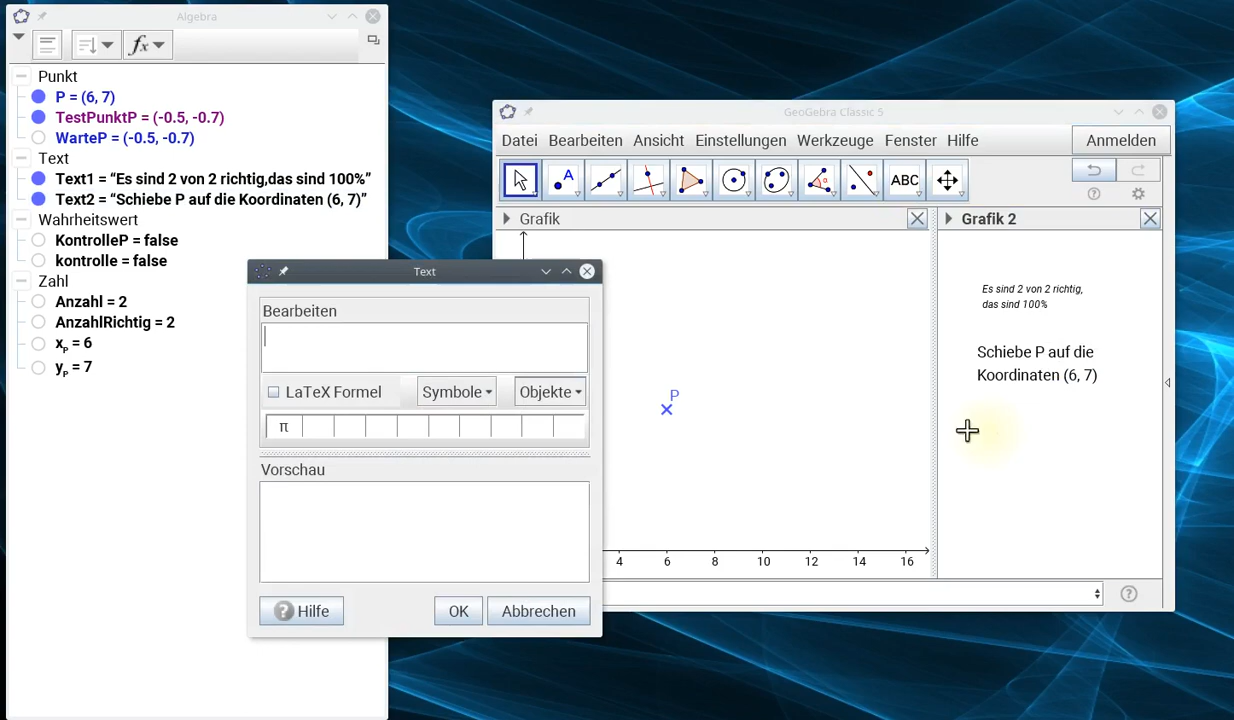 Algebra
fx
Punkt
P = (6, 7)
TestPunktP = (-0.5, -0.7)
WarteP = (-0.5, -0.7)
Text
Text1 = “Es sind 2 von 2 richtig,das sind 100%”
Text2 = “Schiebe P auf die Koordinaten (6, 7)”
Wahrheitswert
KontrolleP = false
kontrolle = false
Zahl
Anzahl = 2
AnzahlRichtig = 2
xP = 6
yP = 7
GeoGebra Classic 5
Datei Bearbeiten Ansicht Einstellungen Werkzeuge Fenster Hilfe Anmelden
A
α
ABC
Grafik
Grafik 2
Es sind 2 von 2 richtig,
das sind 100%
Schiebe P auf die
Koordinaten (6, 7)
P
4 6 8 10 12 14 16
Text
Bearbeiten
LaTeX Formel Symbole Objekte
π
Vorschau
Hilfe OK Abbrechen